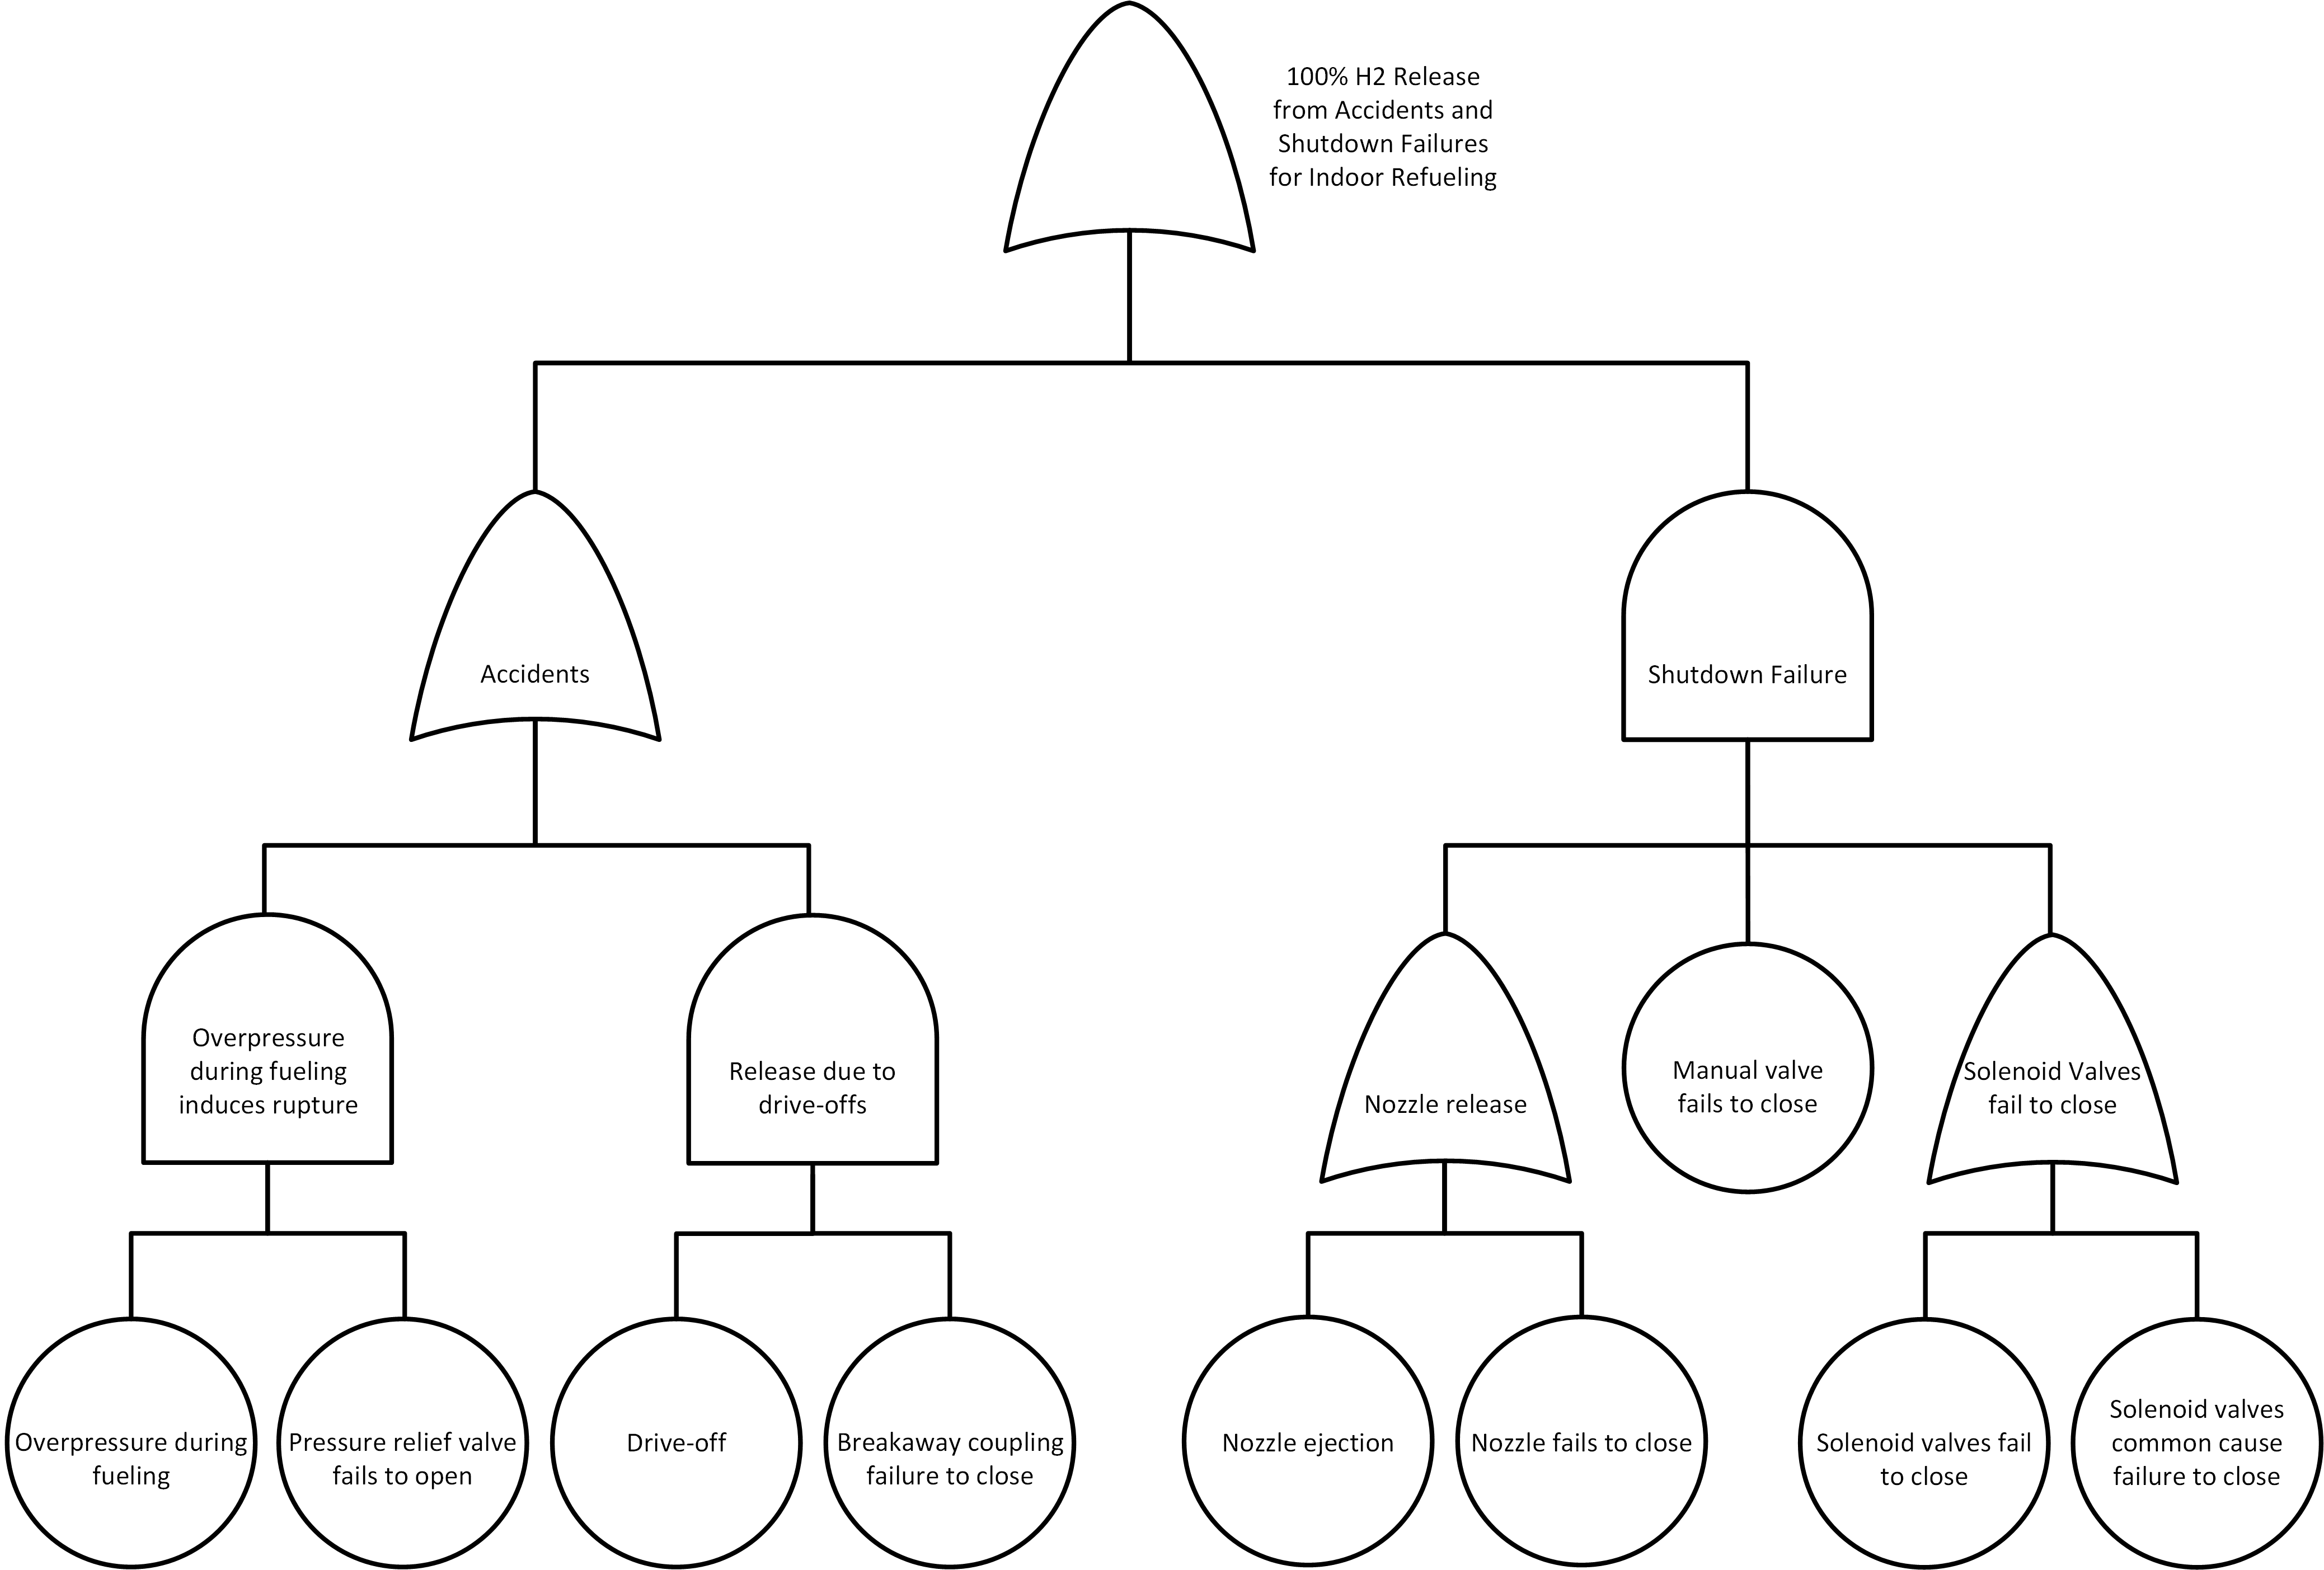 100% H2 Release
from Accidents and
Shutdown Failures
for Indoor Refueling
Accidents
Shutdown Failure
Overpressure
during fueling
induces rupture
Release due to
drive-offs
Nozzle release
Manual valve
fails to close
Solenoid Valves
fail to close
Overpressure during
fueling
Pressure relief valve
fails to open
Drive-off
Breakaway coupling
failure to close
Nozzle ejection
Nozzle fails to close
Solenoid valves fail
to close
Solenoid valves
common cause
failure to close